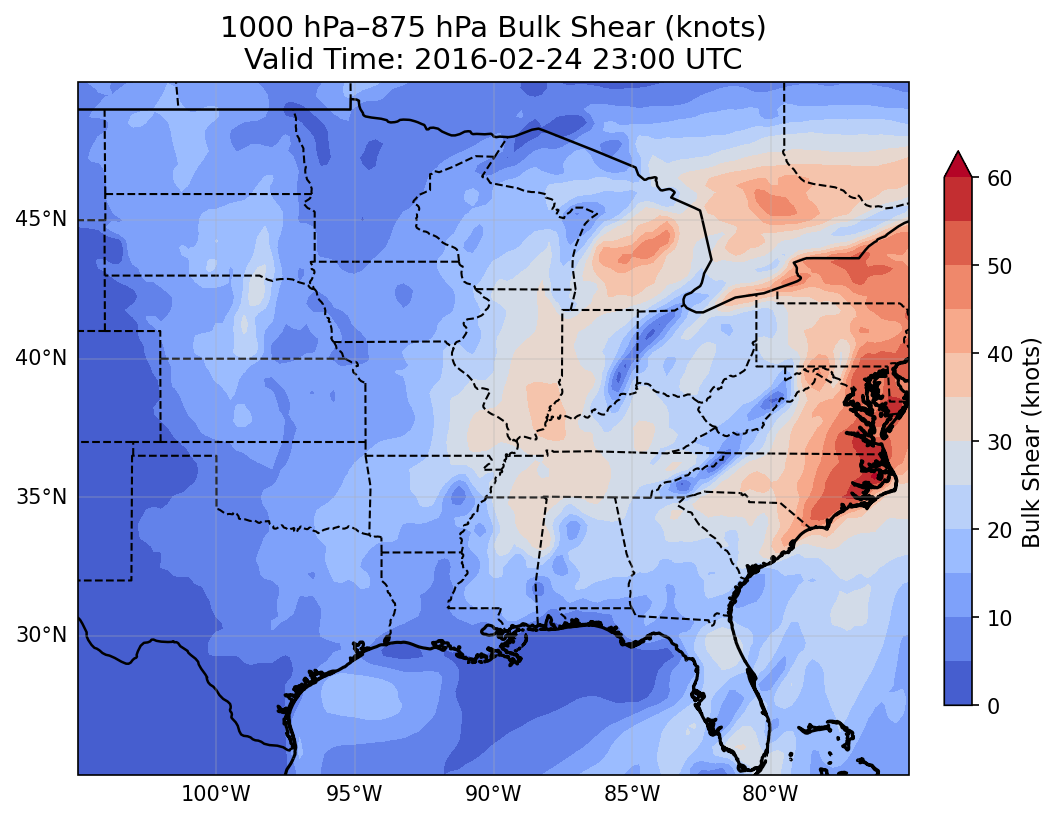 1000 hPa–875 hPa Bulk Shear (knots)
Valid Time: 2016-02-24 23:00 UTC
45°N
40°N
35°N
30°N
100°W
95°W
90°W
85°W
80°W
60
50
40
30
20
10
0
Bulk Shear (knots)